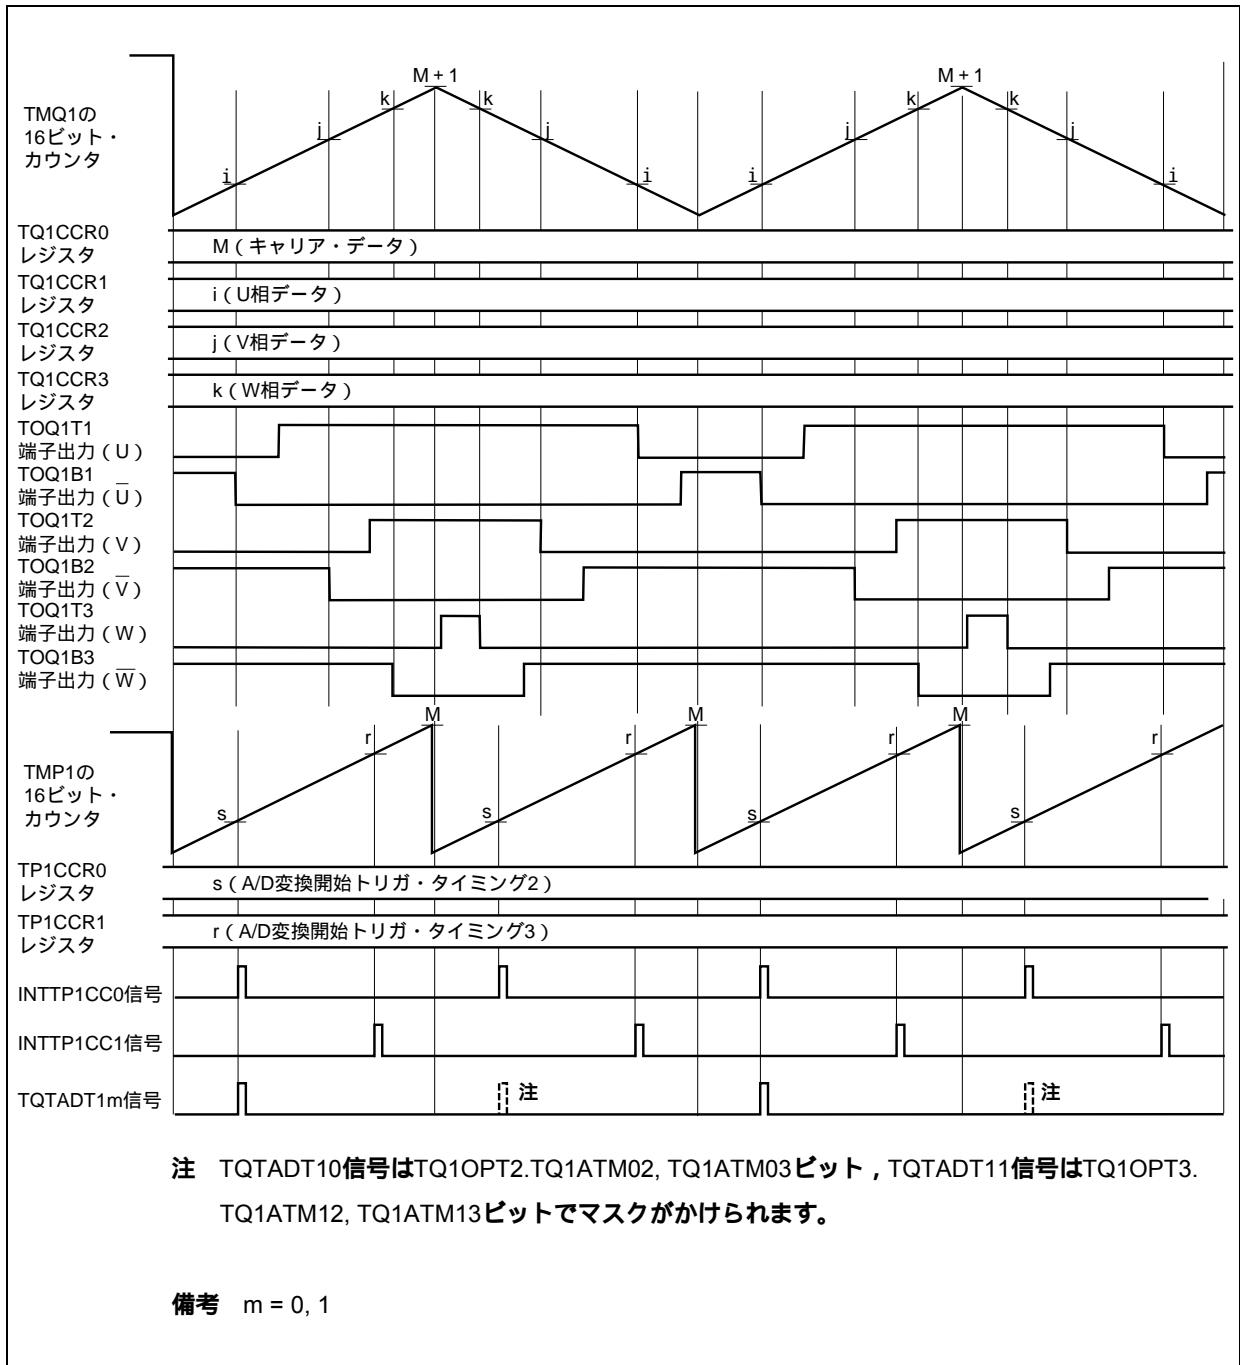 M + 1
M + 1
k
k
k
k
j
j
j
j
i
i
i
i
TMQ1の
16ビット・
カウンタ
TQ1CCR0
レジスタ
M（キャリア・データ）
TQ1CCR1
レジスタ
i（U相データ）
TQ1CCR2
レジスタ
j（V相データ）
TQ1CCR3
レジスタ
k（W相データ）
TOQ1T1
端子出力（U）
TOQ1B1
端子出力（U̅）
TOQ1T2
端子出力（V）
TOQ1B2
端子出力（V̅）
TOQ1T3
端子出力（W）
TOQ1B3
端子出力（W̅）
M
M
M
r
r
r
r
s
s
s
s
TMP1の
16ビット・
カウンタ
TP1CCR0
レジスタ
s（A/D変換開始トリガ・タイミング2）
TP1CCR1
レジスタ
r（A/D変換開始トリガ・タイミング3）
INTTP1CC0信号
INTTP1CC1信号
TQTADT1m信号
注
注
注 TQTADT10信号はTQ1OPT2.TQ1ATM02, TQ1ATM03ビット，TQTADT11信号はTQ1OPT3.
TQ1ATM12, TQ1ATM13ビットでマスクがかけられます。
備考 m = 0, 1